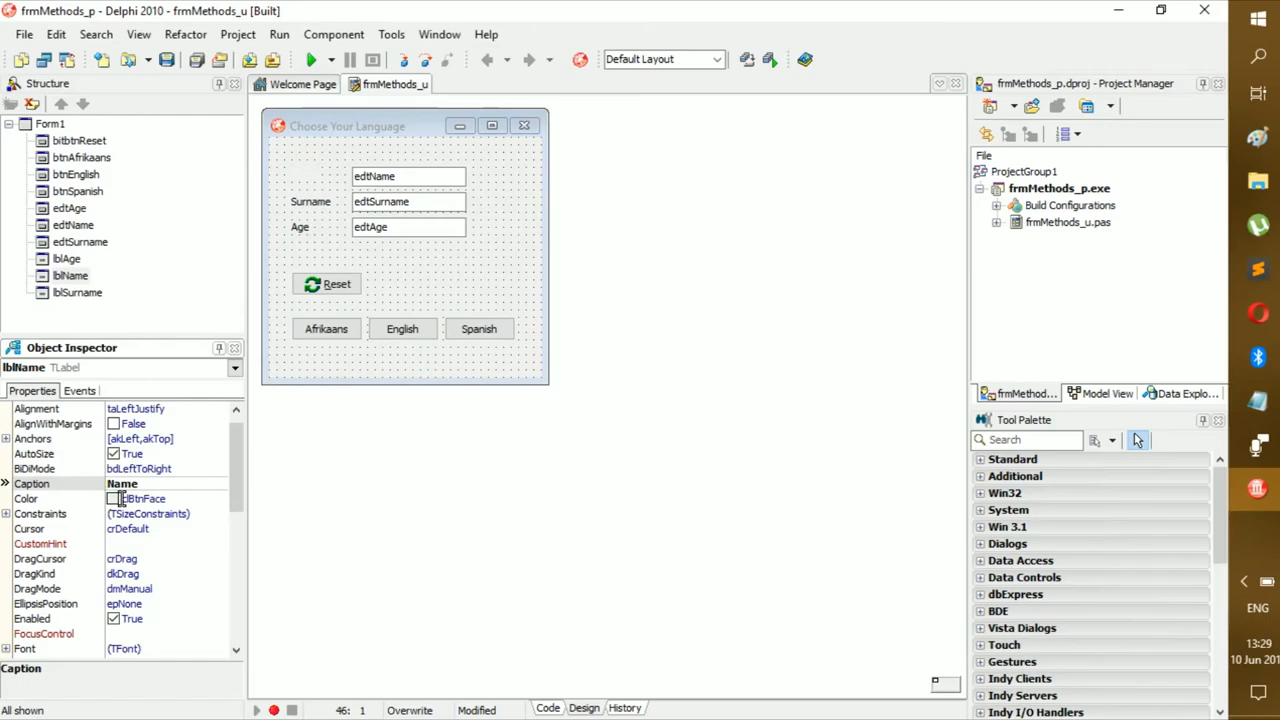 frmMethods_p - Delphi 2010 - frmMethods_u [Built]
File Edit Search View Refactor Project Run Component Tools Window Help
Default Layout
Structure
Form1
bitbtnReset
btnAfrikaans
btnEnglish
btnSpanish
edtAge
edtName
edtSurname
lblAge
lblName
lblSurname
Object Inspector
lblName TLabel
Properties Events
Alignment taLeftJustify
AlignWithMargins False
Anchors [akLeft,akTop]
AutoSize True
BiDiMode bdLeftToRight
Caption Name
Color clBtnFace
Constraints (TSizeConstraints)
Cursor crDefault
CustomHint
DragCursor crDrag
DragKind dkDrag
DragMode dmManual
EllipsisPosition epNone
Enabled True
FocusControl
Font (TFont)
Caption
All shown
Welcome Page frmMethods_u
Choose Your Language
edtName
Surname edtSurname
Age edtAge
Reset
Afrikaans English Spanish
46: 1 Overwrite Modified Code Design History
frmMethods_p.dproj - Project Manager
File
ProjectGroup1
frmMethods_p.exe
Build Configurations
frmMethods_u.pas
frmMethod... Model View Data Explo...
Tool Palette
Search
Standard
Additional
Win32
System
Win 3.1
Dialogs
Data Access
Data Controls
dbExpress
BDE
Vista Dialogs
Touch
Gestures
Indy Clients
Indy Servers
Indy I/O Handlers
ENG
13:29
10 Jun 201